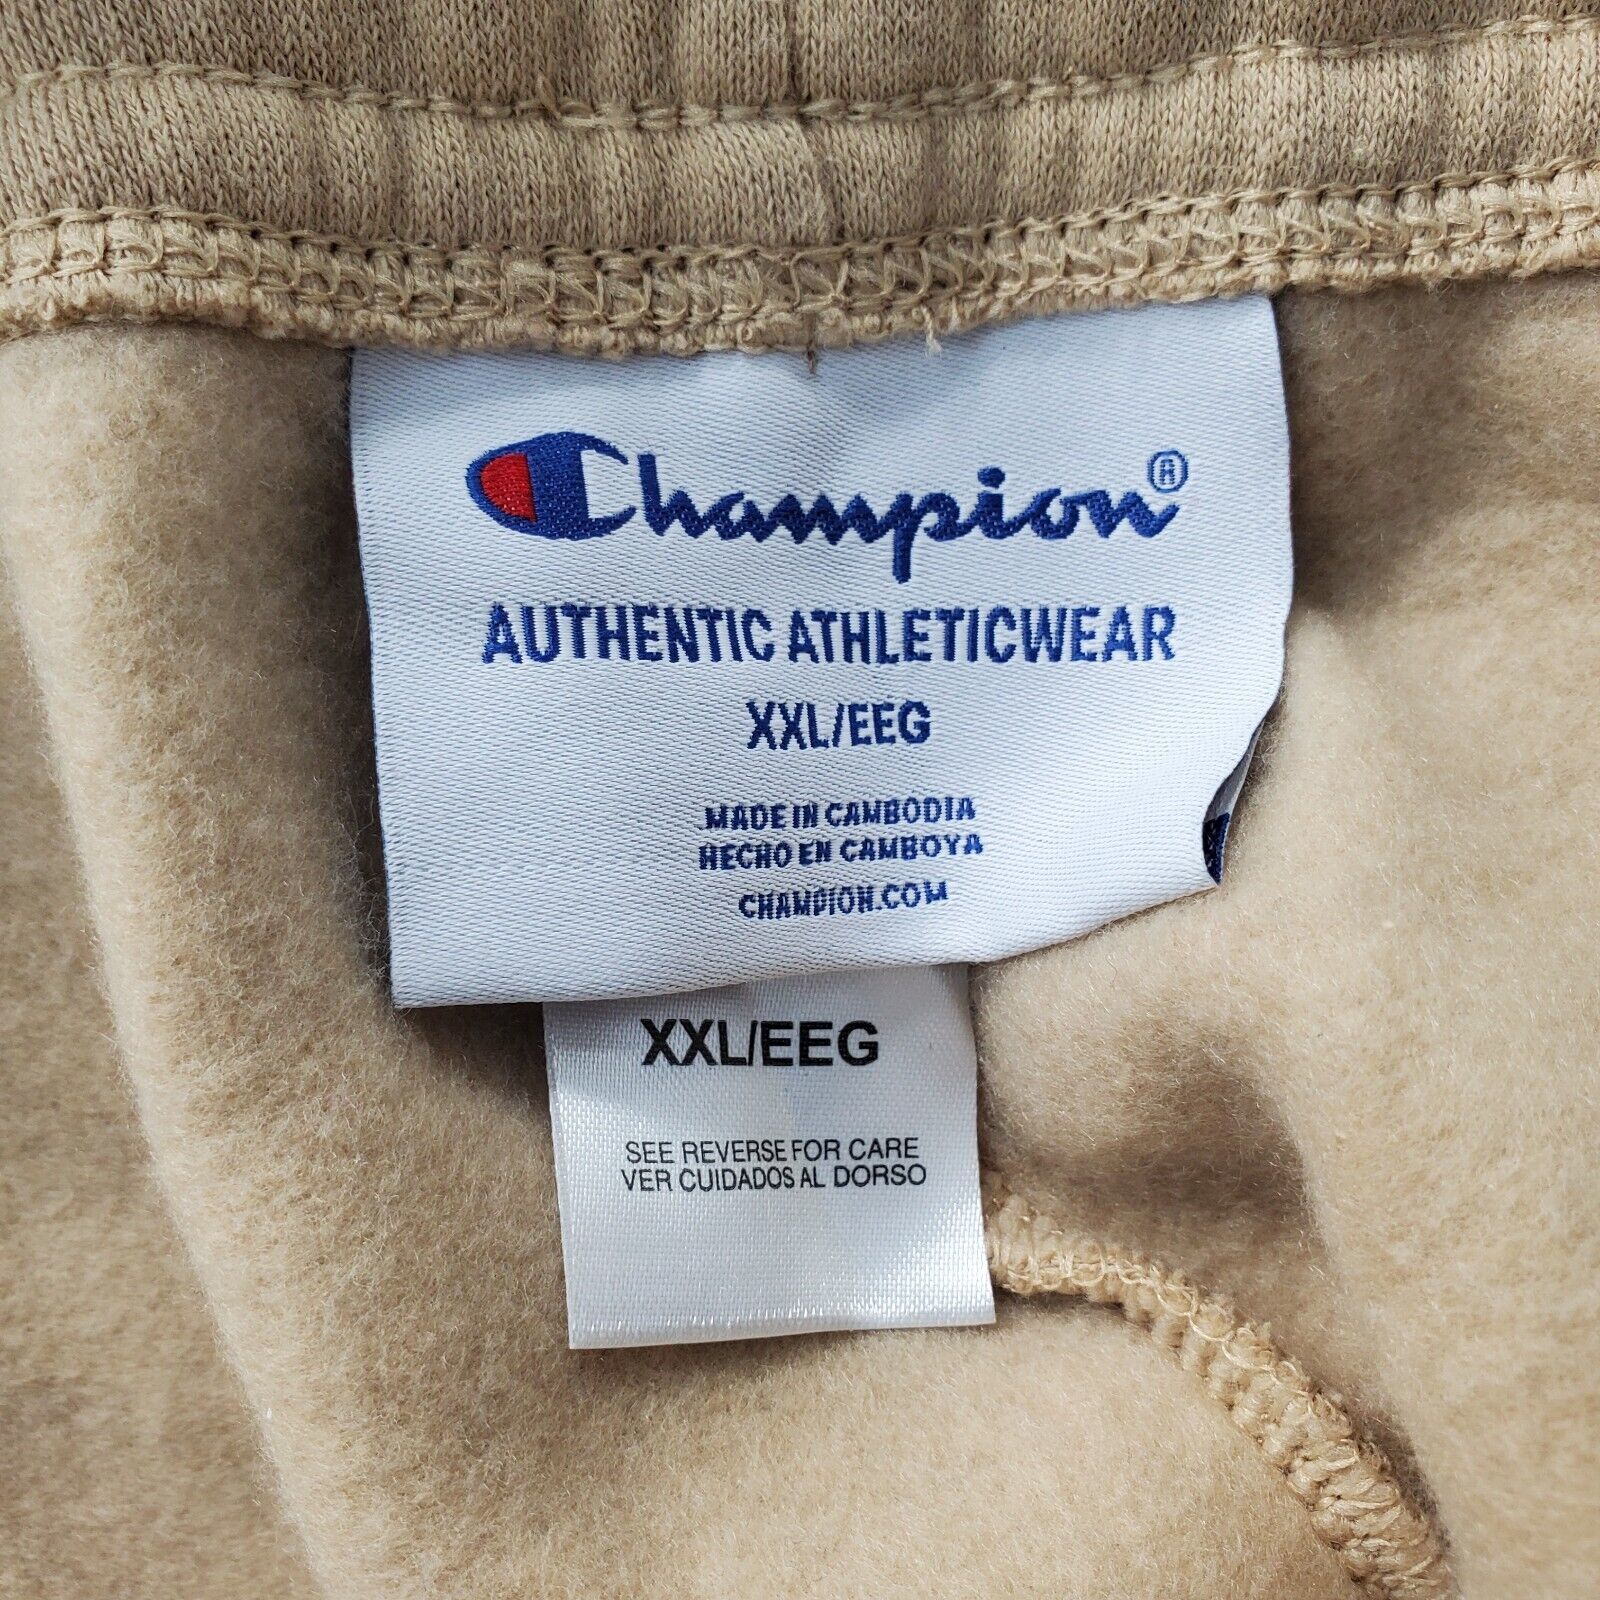 Champion®
AUTHENTIC ATHLETICWEAR
XXL/EEG
MADE IN CAMBODIA
HECHO EN CAMBOYA
CHAMPION.COM
XXL/EEG
SEE REVERSE FOR CARE
VER CUIDADOS AL DORSO